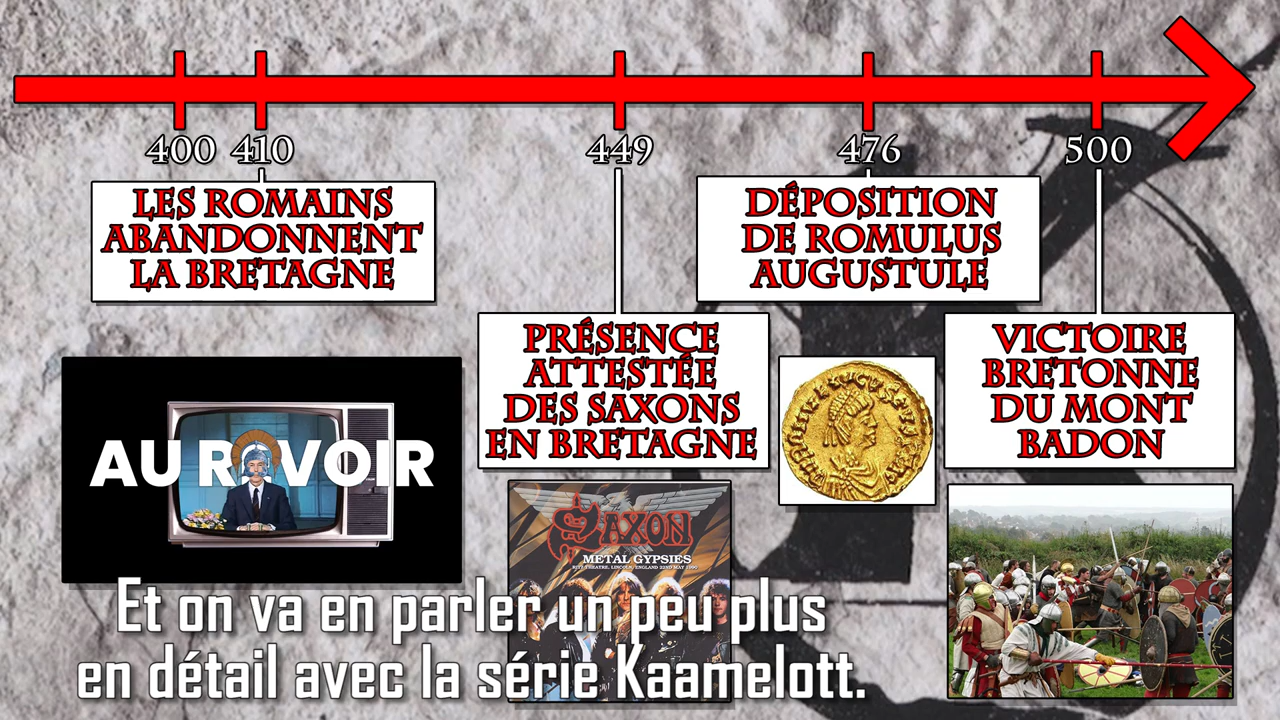 400 410 449 476 500
LES ROMAINS
ABANDONNENT
LA BRETAGNE
PRÉSENCE
ATTESTÉE
DES SAXONS
EN BRETAGNE
DÉPOSITION
DE ROMULUS
AUGUSTULE
VICTOIRE
BRETONNE
DU MONT
BADON
AU REVOIR
SAXON
METAL GYPSIES
Et on va en parler un peu plus
en détail avec la série Kaamelott.